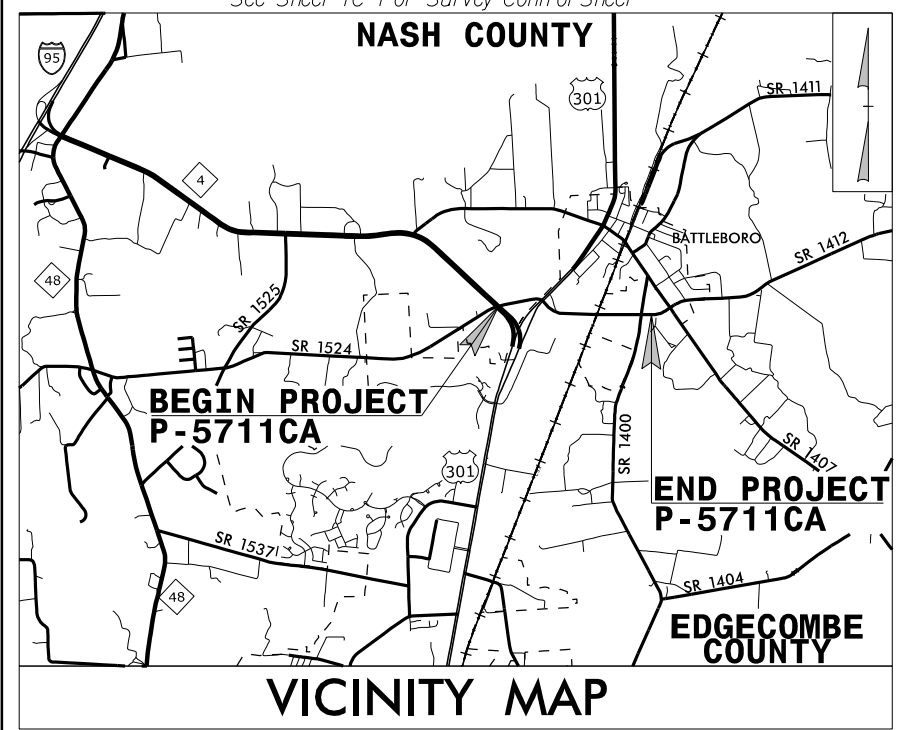 See Sheet 1C-1 For Survey Control Sheet
NASH COUNTY
95
301
SR 1411
4
BATTLEBORO
SR 1412
48
SR 1525
SR 1524
BEGIN PROJECT
P-5711CA
SR 1400
SR 1407
301
END PROJECT
P-5711CA
SR 1537
SR 1404
48
EDGECOMBE
COUNTY
VICINITY MAP